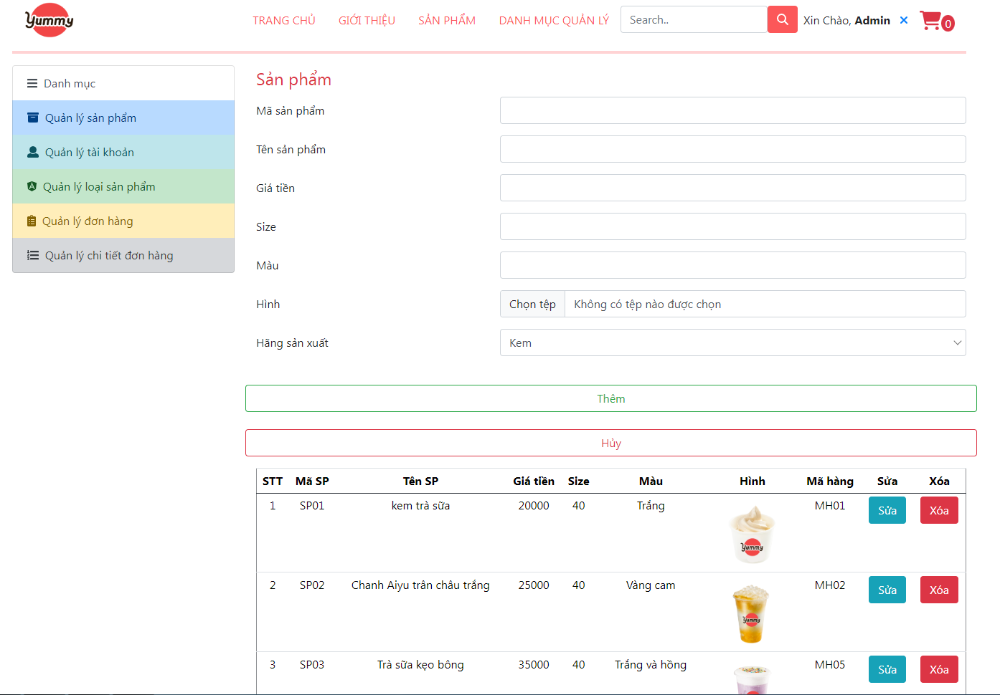 Yummy
TRANG CHỦ GIỚI THIỆU SẢN PHẨM DANH MỤC QUẢN LÝ Search.. Xin Chào, Admin × 0
Danh mục
Quản lý sản phẩm
Quản lý tài khoản
Quản lý loại sản phẩm
Quản lý đơn hàng
Quản lý chi tiết đơn hàng
Sản phẩm
Mã sản phẩm
Tên sản phẩm
Giá tiền
Size
Màu
Hình Chọn tệp Không có tệp nào được chọn
Hãng sản xuất Kem
Thêm
Hủy
STT Mã SP Tên SP Giá tiền Size Màu Hình Mã hàng Sửa Xóa
1 SP01 kem trà sữa 20000 40 Trắng MH01 Sửa Xóa
Yummy
2 SP02 Chanh Aiyu trân châu trắng 25000 40 Vàng cam MH02 Sửa Xóa
Yummy
3 SP03 Trà sữa kẹo bông 35000 40 Trắng và hồng MH05 Sửa Xóa